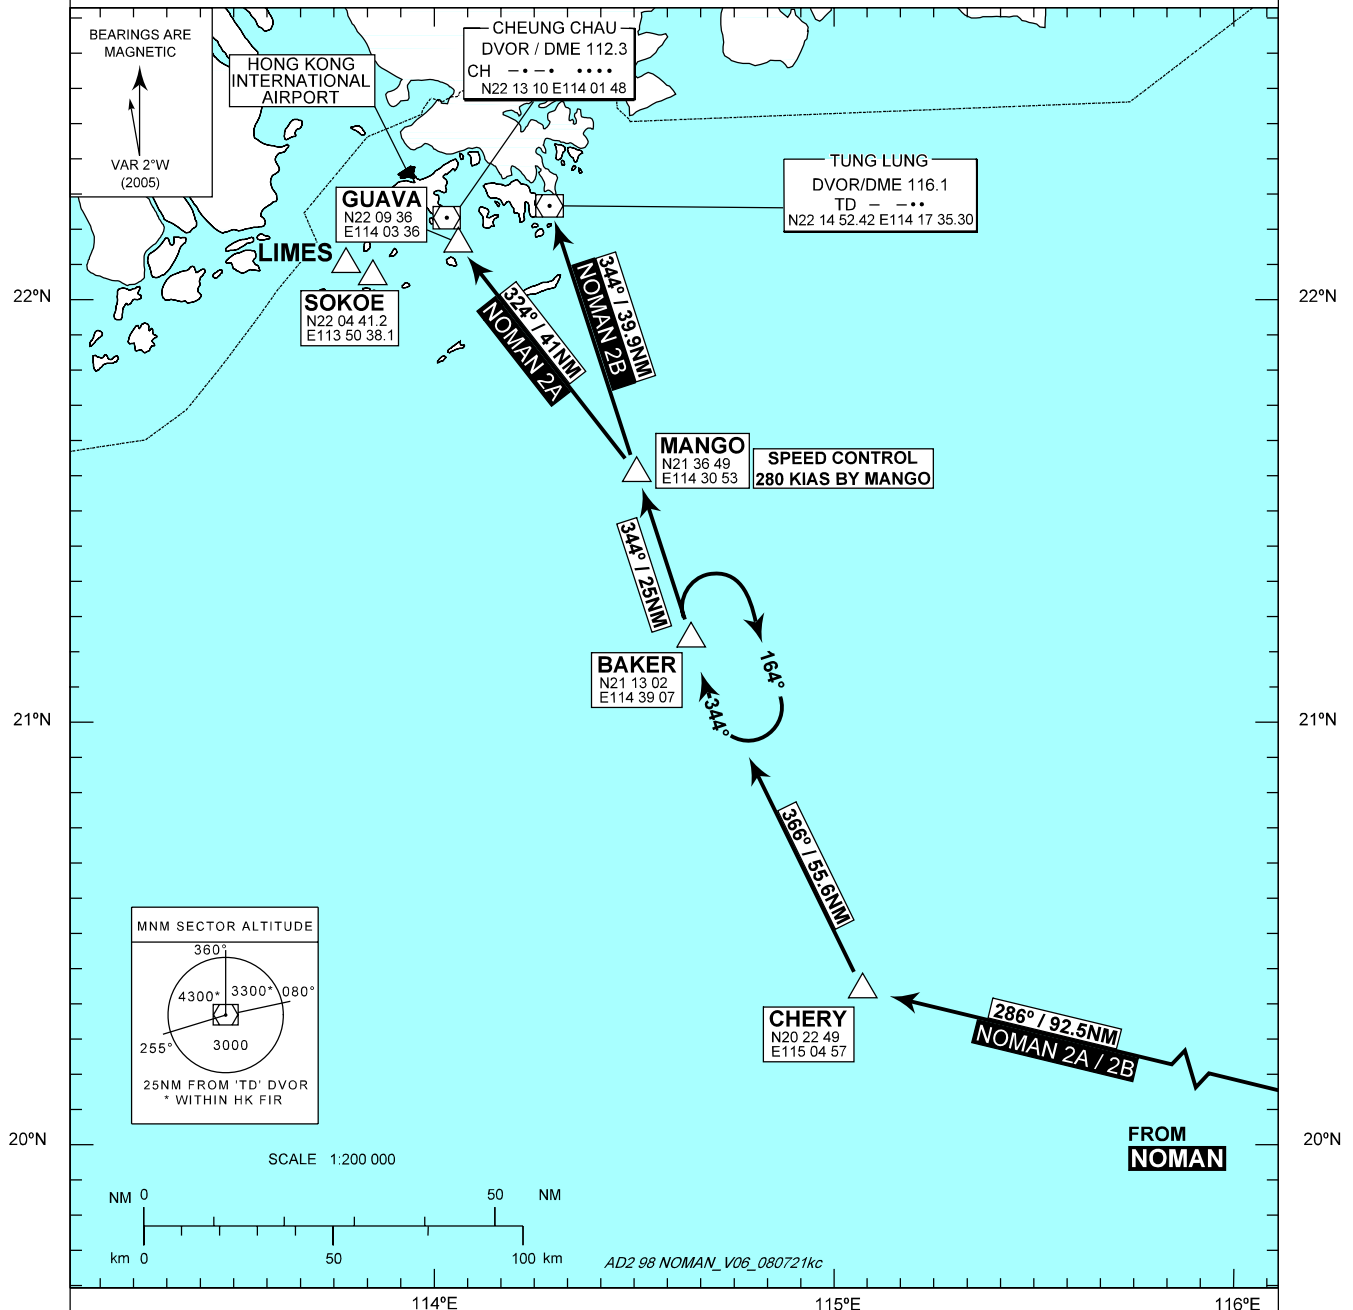 BEARINGS ARE
MAGNETIC
VAR 2°W
(2005)
HONG KONG
INTERNATIONAL
AIRPORT
CHEUNG CHAU
DVOR / DME 112.3
CH –•–• ••••
N22 13 10 E114 01 48
TUNG LUNG
DVOR/DME 116.1
TD – –••
N22 14 52.42 E114 17 35.30
GUAVA
N22 09 36
E114 03 36
LIMES
SOKOE
N22 04 41.2
E113 50 38.1
22ºN
22ºN
324º / 41NM
NOMAN 2A
344º / 39.9NM
NOMAN 2B
MANGO
N21 36 49
E114 30 53
SPEED CONTROL
280 KIAS BY MANGO
344º / 25NM
BAKER
N21 13 02
E114 39 07
164°
344°
21ºN
21ºN
366º / 55.6NM
CHERY
N20 22 49
E115 04 57
286º / 92.5NM
NOMAN 2A / 2B
FROM
NOMAN
MNM SECTOR ALTITUDE
360°
4300*
3300*
080°
255°
3000
25NM FROM 'TD' DVOR
* WITHIN HK FIR
20ºN
20ºN
SCALE 1:200 000
NM 0 50 NM
km 0 50 100 km
AD2 98 NOMAN_V06_080721kc
114ºE
115ºE
116ºE